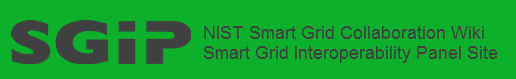 SGiP
NIST Smart Grid Collaboration Wiki
Smart Grid Interoperability Panel Site